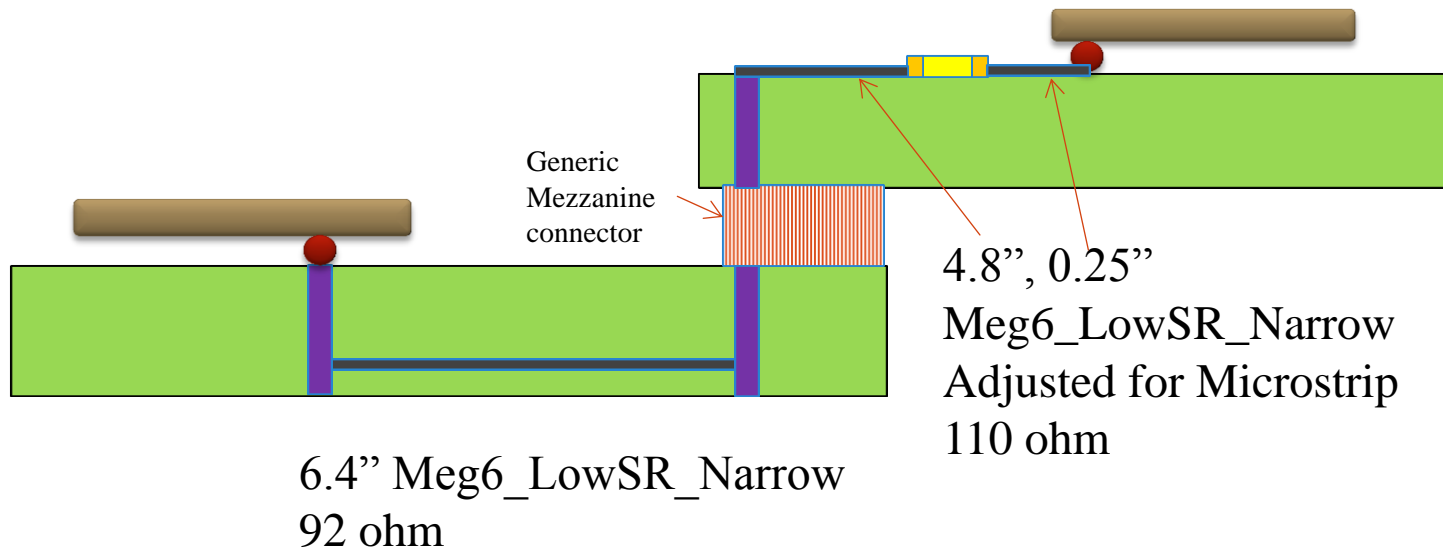 Generic
Mezzanine
connector
4.8”, 0.25”
Meg6_LowSR_Narrow
Adjusted for Microstrip
110 ohm
6.4” Meg6_LowSR_Narrow
92 ohm